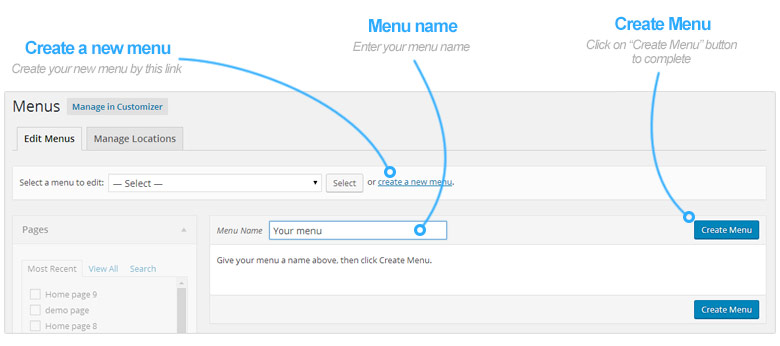 Create a new menu
Create your new menu by this link
Menu name
Enter your menu name
Create Menu
Click on “Create Menu” button
to complete
Menus
Manage in Customizer
Edit Menus
Manage Locations
Select a menu to edit:
— Select —
Select
or create a new menu.
Pages
Most Recent
View All
Search
Home page 9
demo page
Home page 8
Menu Name
Your menu
Create Menu
Give your menu a name above, then click Create Menu.
Create Menu